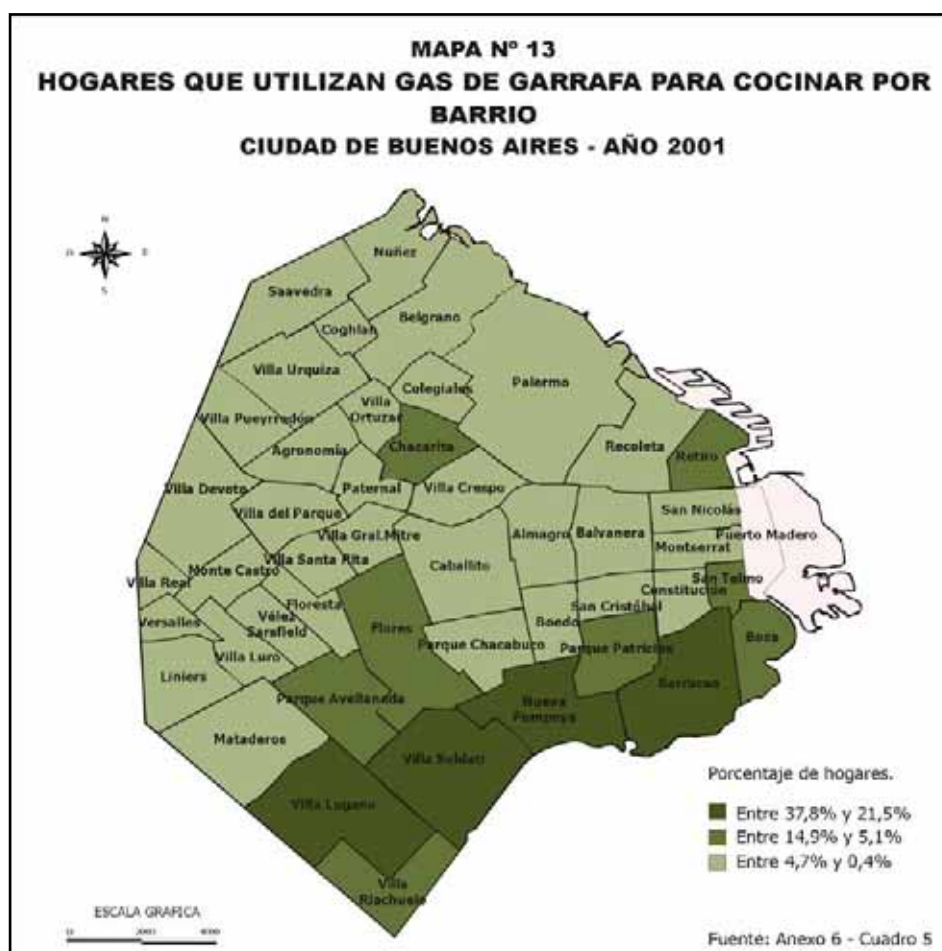 MAPA Nº 13
HOGARES QUE UTILIZAN GAS DE GARRAFA PARA COCINAR POR
BARRIO
CIUDAD DE BUENOS AIRES - AÑO 2001
N
O
E
S
Nuñez
Saavedra
Belgrano
Coghlan
Villa Urquiza
Palermo
Colegiales
Villa
Ortuzar
Villa Pueyrredón
Chacarita
Recoleta
Retiro
Agronomía
Villa Devoto
Paternal
Villa Crespo
San Nicolás
Villa del Parque
Villa Gral.Mitre
Almagro
Balvanera
Puerto Madero
Montserrat
Villa Santa Rita
Caballito
Monte Castro
Villa Real
San Telmo
Constitución
Floresta
San Cristóbal
Versalles
Vélez
Sarsfield
Flores
Boedo
Boca
Parque Chacabuco
Parque Patricios
Villa Luro
Liniers
Barracas
Parque Avellaneda
Nueva
Pompeya
Mataderos
Villa Soldati
Villa Lugano
Villa
Riachuelo
Porcentaje de hogares.
Entre 37,8% y 21,5%
Entre 14,9% y 5,1%
Entre 4,7% y 0,4%
ESCALA GRAFICA
2000
4000
Fuente: Anexo 6 - Cuadro 5